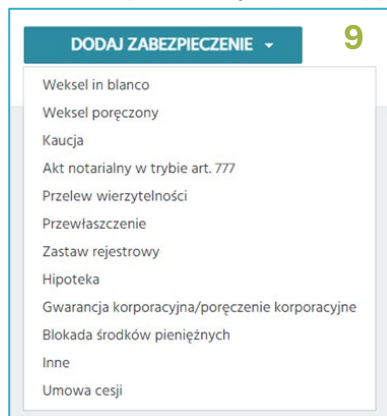 DODAJ ZABEZPIECZENIE
9
Weksel in blanco
Weksel poręczony
Kaucja
Akt notarialny w trybie art. 777
Przelew wierzytelności
Przewłaszczenie
Zastaw rejestrowy
Hipoteka
Gwarancja korporacyjna/poręczenie korporacyjne
Blokada środków pieniężnych
Inne
Umowa cesji